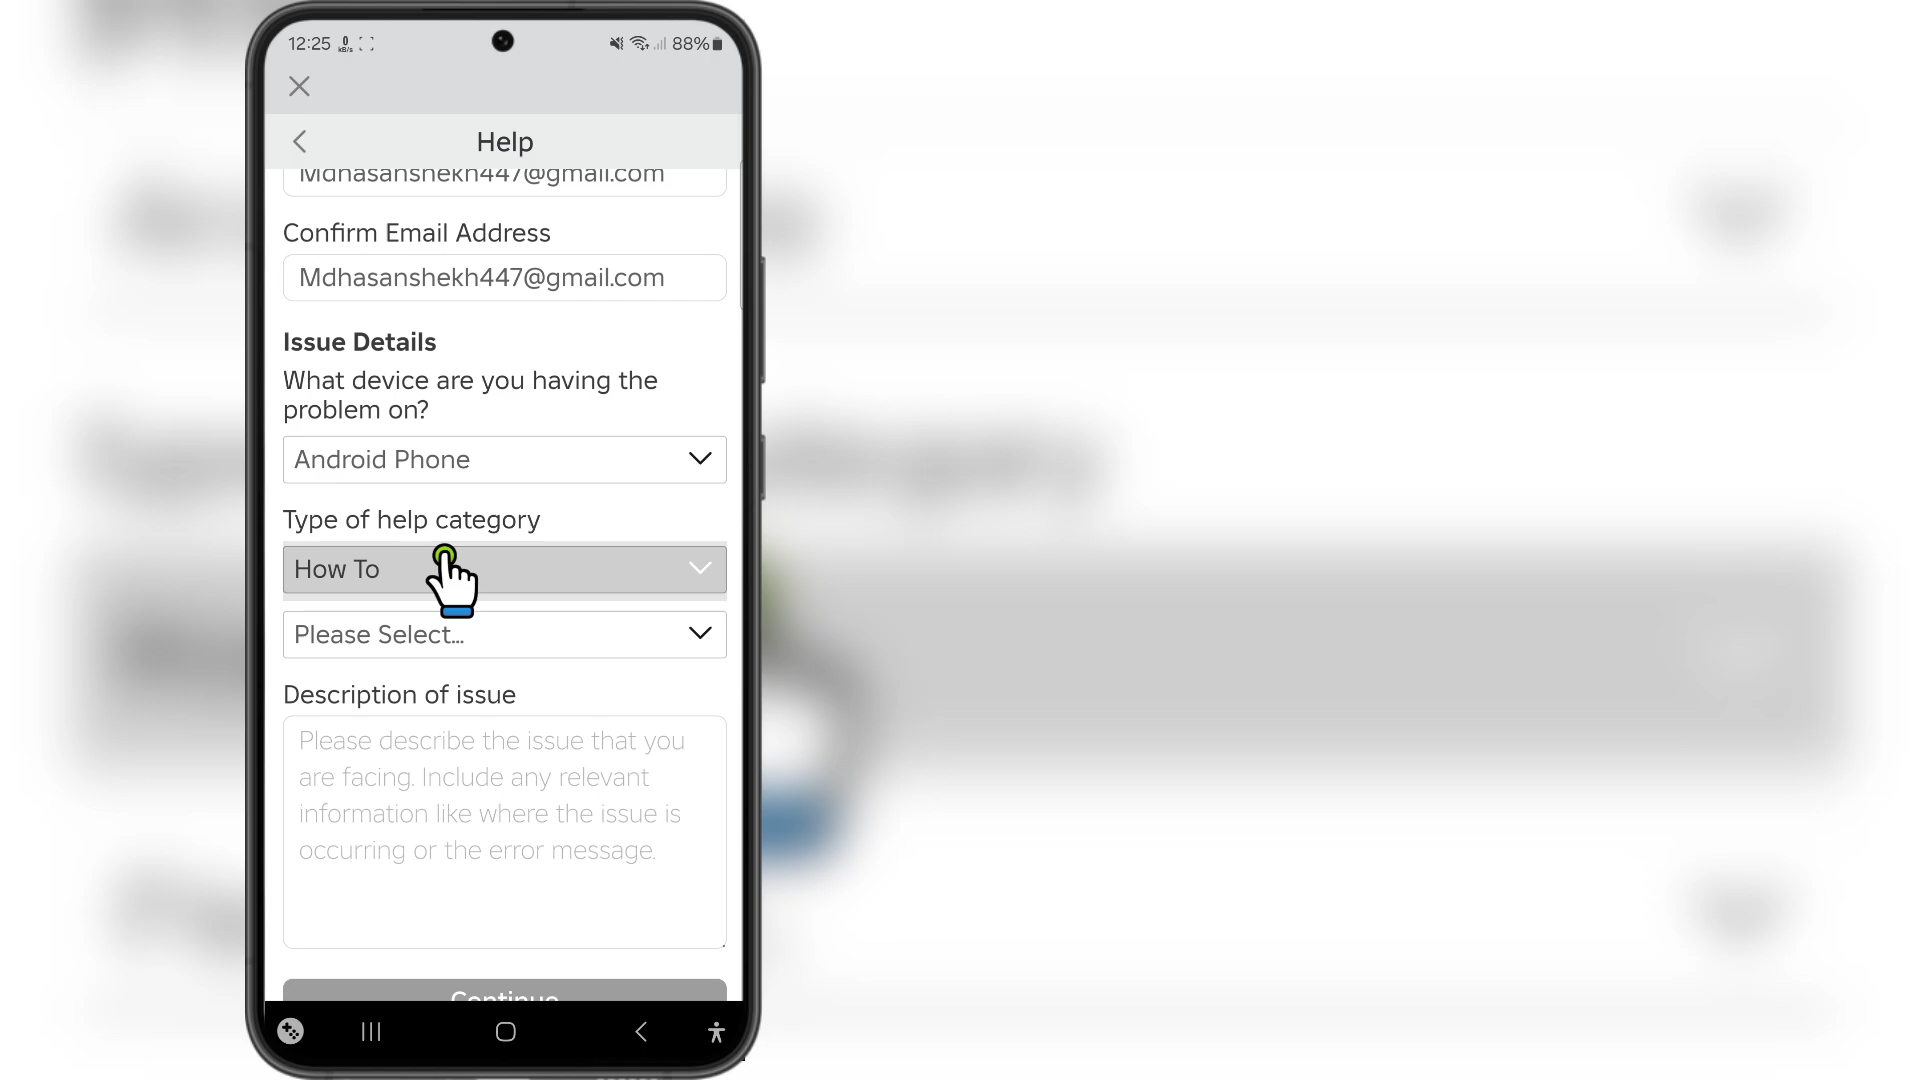 12:25 0 kB/s 88%
Help
Mdhasanshekh447@gmail.com
Confirm Email Address
Mdhasanshekh447@gmail.com
Issue Details
What device are you having the
problem on?
Android Phone
Type of help category
How To
Please Select...
Description of issue
Please describe the issue that you
are facing. Include any relevant
information like where the issue is
occurring or the error message.
Continue